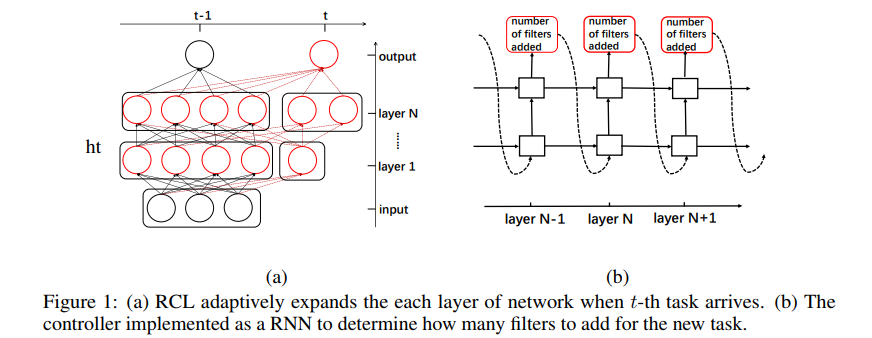 t-1 t
output
layer N
ht
layer 1
input
(a)
number
of filters
added
number
of filters
added
number
of filters
added
layer N-1 layer N layer N+1
(b)
Figure 1: (a) RCL adaptively expands the each layer of network when t-th task arrives. (b) The
controller implemented as a RNN to determine how many filters to add for the new task.